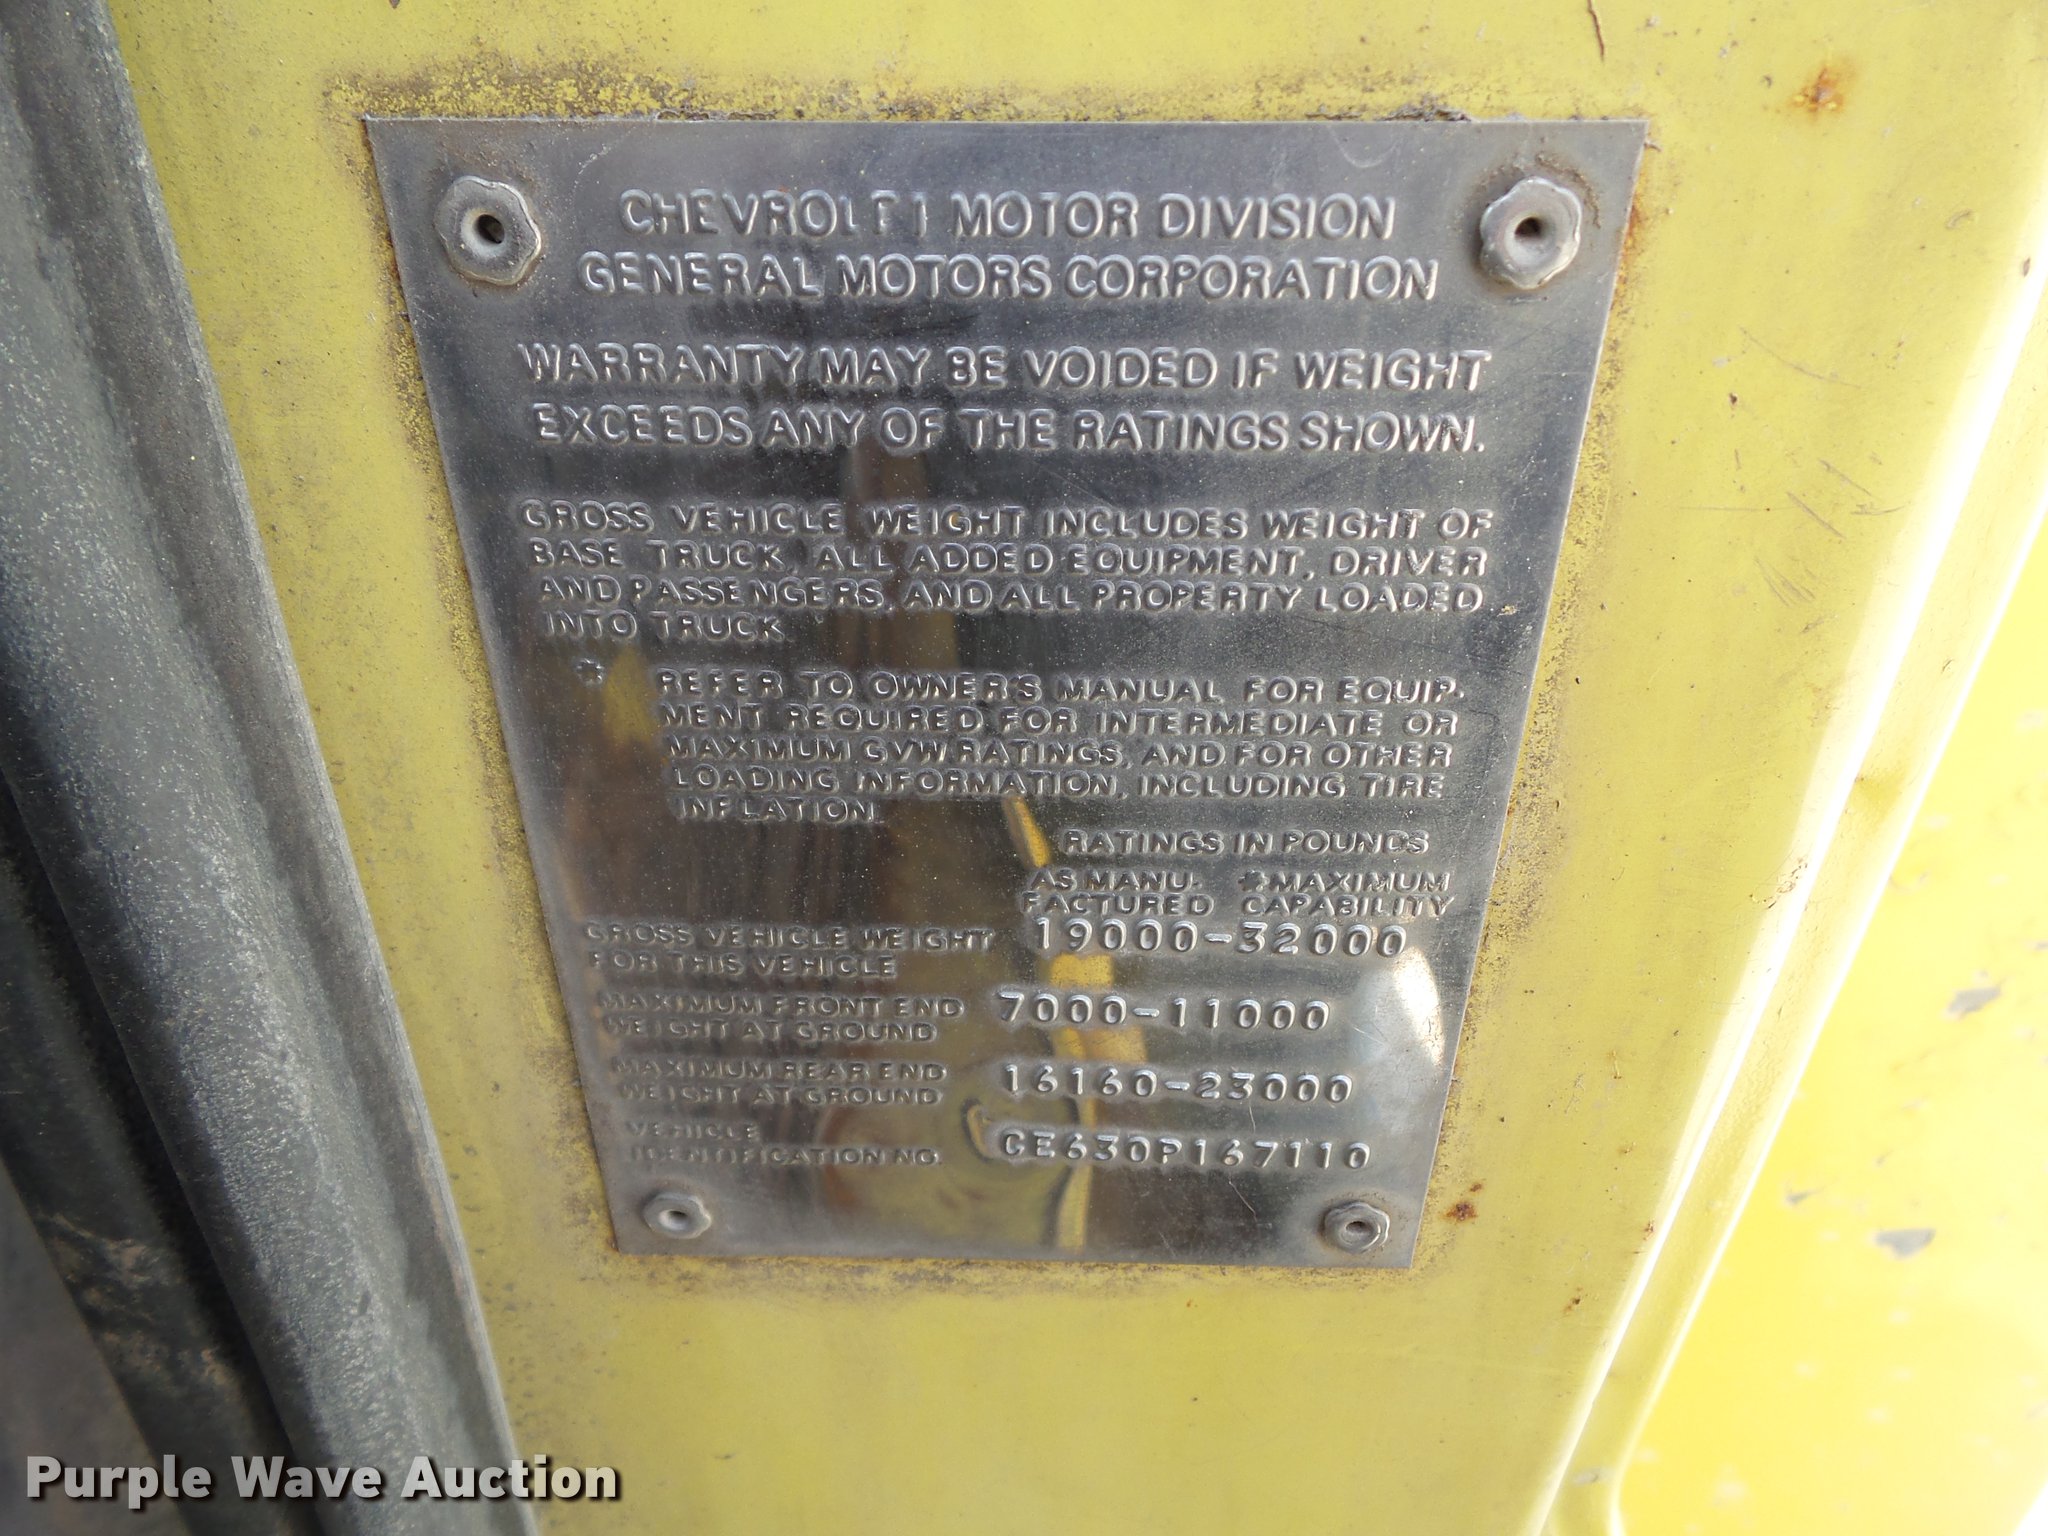 CHEVROLET MOTOR DIVISION
GENERAL MOTORS CORPORATION
WARRANTY MAY BE VOIDED IF WEIGHT
EXCEEDS ANY OF THE RATINGS SHOWN.
GROSS VEHICLE WEIGHT INCLUDES WEIGHT OF
BASE TRUCK, ALL ADDED EQUIPMENT, DRIVER
AND PASSENGERS, AND ALL PROPERTY LOADED
INTO TRUCK
* REFER TO OWNER'S MANUAL FOR EQUIP-
MENT REQUIRED FOR INTERMEDIATE OR
MAXIMUM GVW RATINGS, AND FOR OTHER
LOADING INFORMATION, INCLUDING TIRE
INFLATION.
RATINGS IN POUNDS
AS MANU- *MAXIMUM
FACTURED CAPABILITY
GROSS VEHICLE WEIGHT 19000-32000
FOR THIS VEHICLE
MAXIMUM FRONT END 7000-11000
WEIGHT AT GROUND
MAXIMUM REAR END 16160-23000
WEIGHT AT GROUND
VEHICLE
IDENTIFICATION NO. CE630P167110
Purple Wave Auction